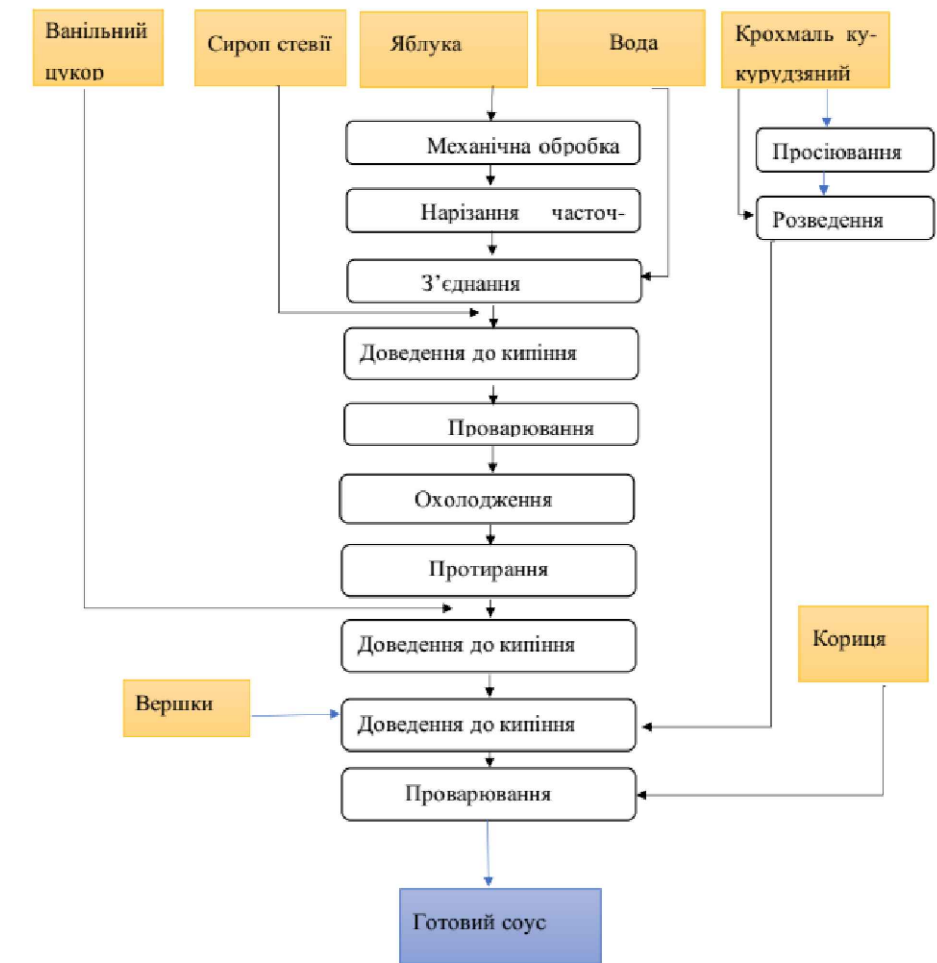 Ванільний
цукор
Сироп стевії
Яблука
Вода
Крохмаль ку-
курудзяний
Механічна обробка
Просіювання
Нарізання часточ-
Розведення
З’єднання
Доведення до кипіння
Проварювання
Охолодження
Протирання
Доведення до кипіння
Кориця
Вершки
Доведення до кипіння
Проварювання
Готовий соус